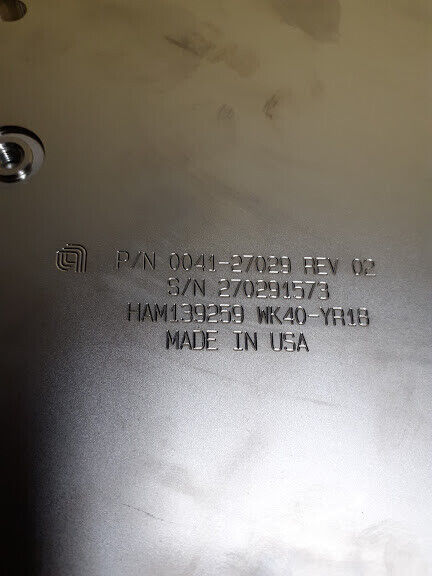 P/N 0041-27029 REV 02
S/N 270291573
HAM139259 WK40-YR18
MADE IN USA